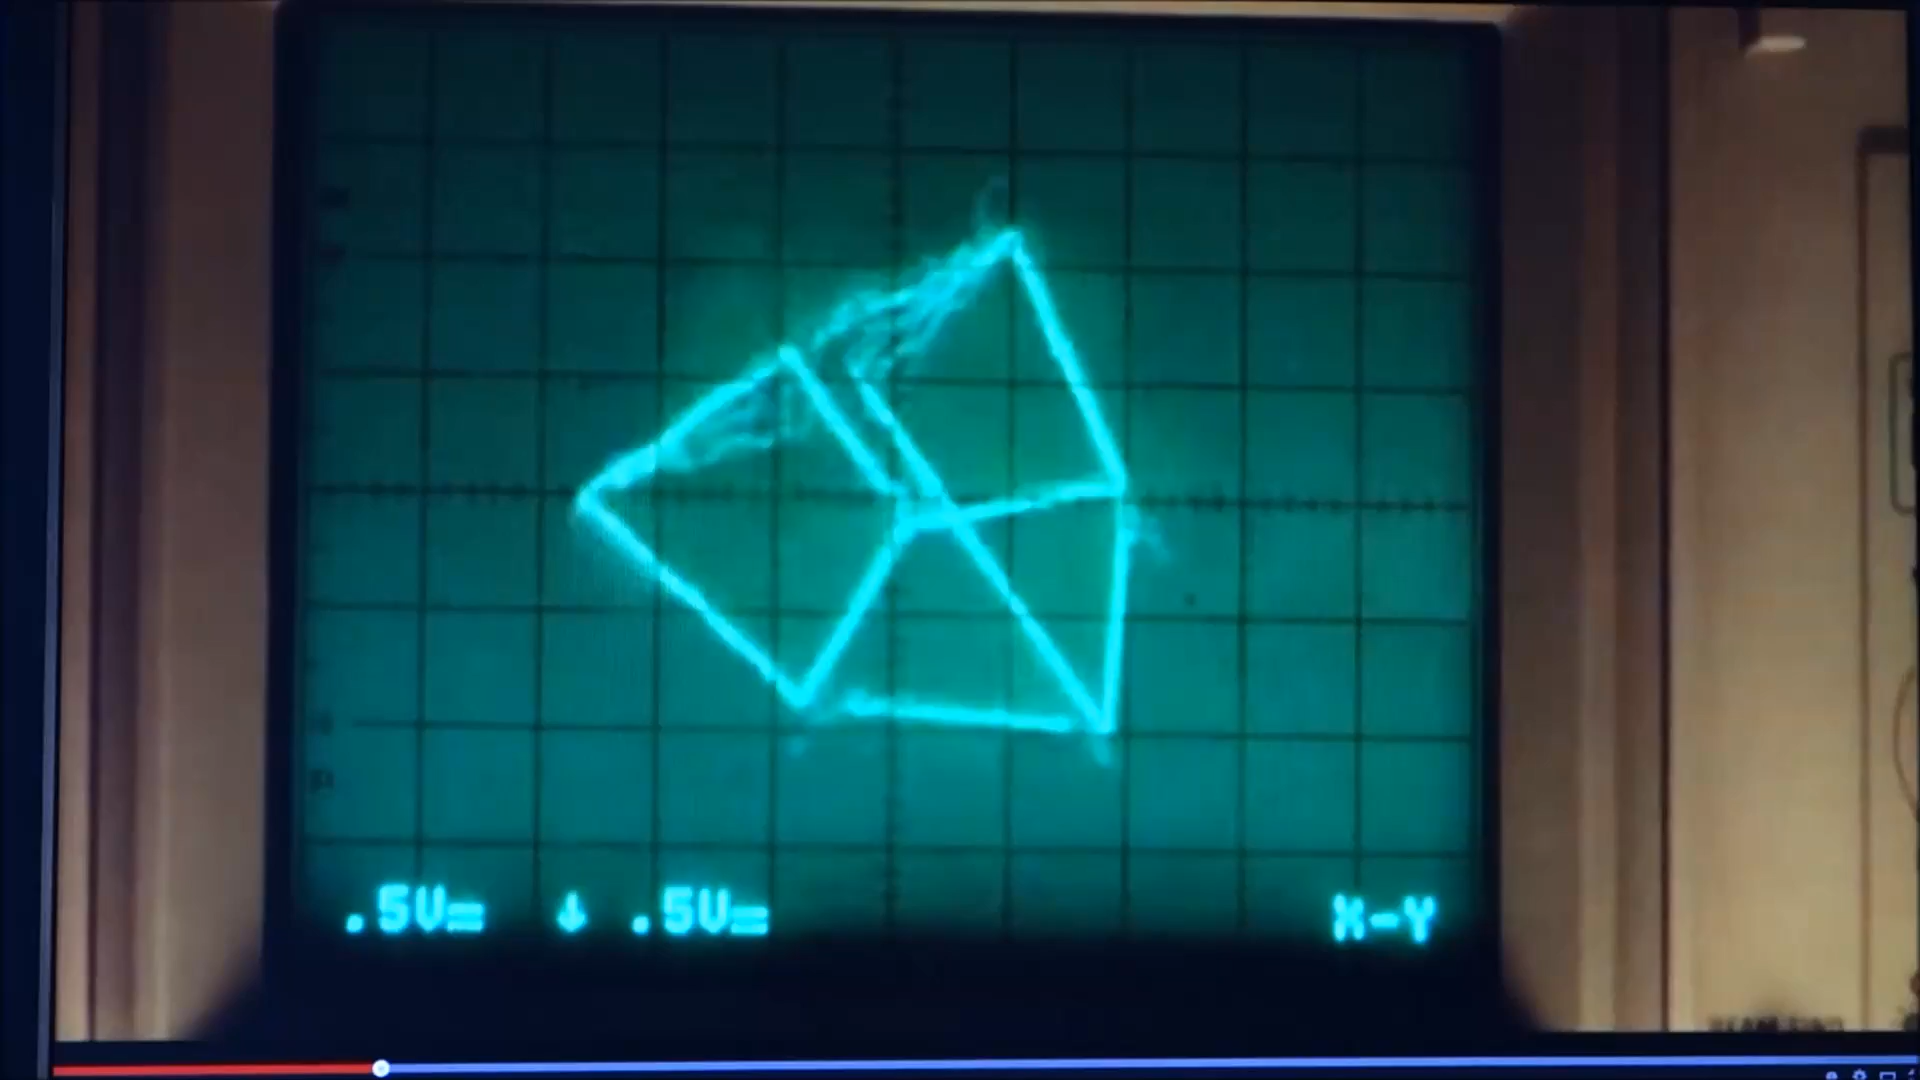 .5V= ↓ .5V= X-Y